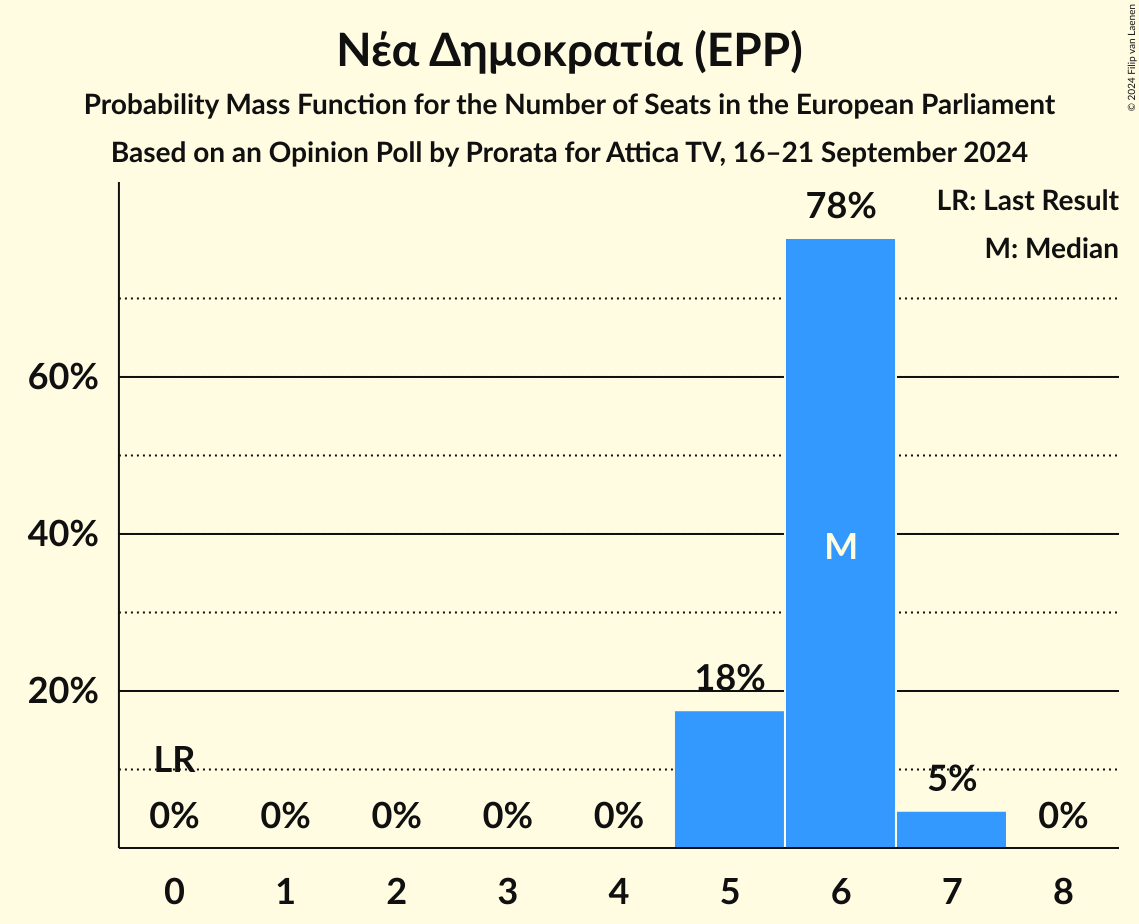 Νέα Δημοκρατία (EPP)
Probability Mass Function for the Number of Seats in the European Parliament
Based on an Opinion Poll by Prorata for Attica TV, 16–21 September 2024
© 2024 Filip van Laenen
LR: Last Result
M: Median
78%
60%
40%
M
20%
18%
LR
5%
0%
0%
0%
0%
0%
0%
0 1 2 3 4 5 6 7 8